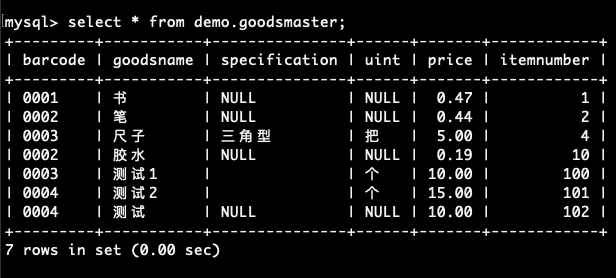 mysql> select * from demo.goodsmaster;
+---------+-----------+---------------+------+-------+------------+
| barcode | goodsname | specification | uint | price | itemnumber |
+---------+-----------+---------------+------+-------+------------+
| 0001 | 书 | NULL | NULL | 0.47 | 1 |
| 0002 | 笔 | NULL | NULL | 0.44 | 2 |
| 0003 | 尺子 | 三角型 | 把 | 5.00 | 4 |
| 0002 | 胶水 | NULL | NULL | 0.19 | 10 |
| 0003 | 测试1 | | 个 | 10.00 | 100 |
| 0004 | 测试2 | | 个 | 15.00 | 101 |
| 0004 | 测试 | NULL | NULL | 10.00 | 102 |
+---------+-----------+---------------+------+-------+------------+
7 rows in set (0.00 sec)